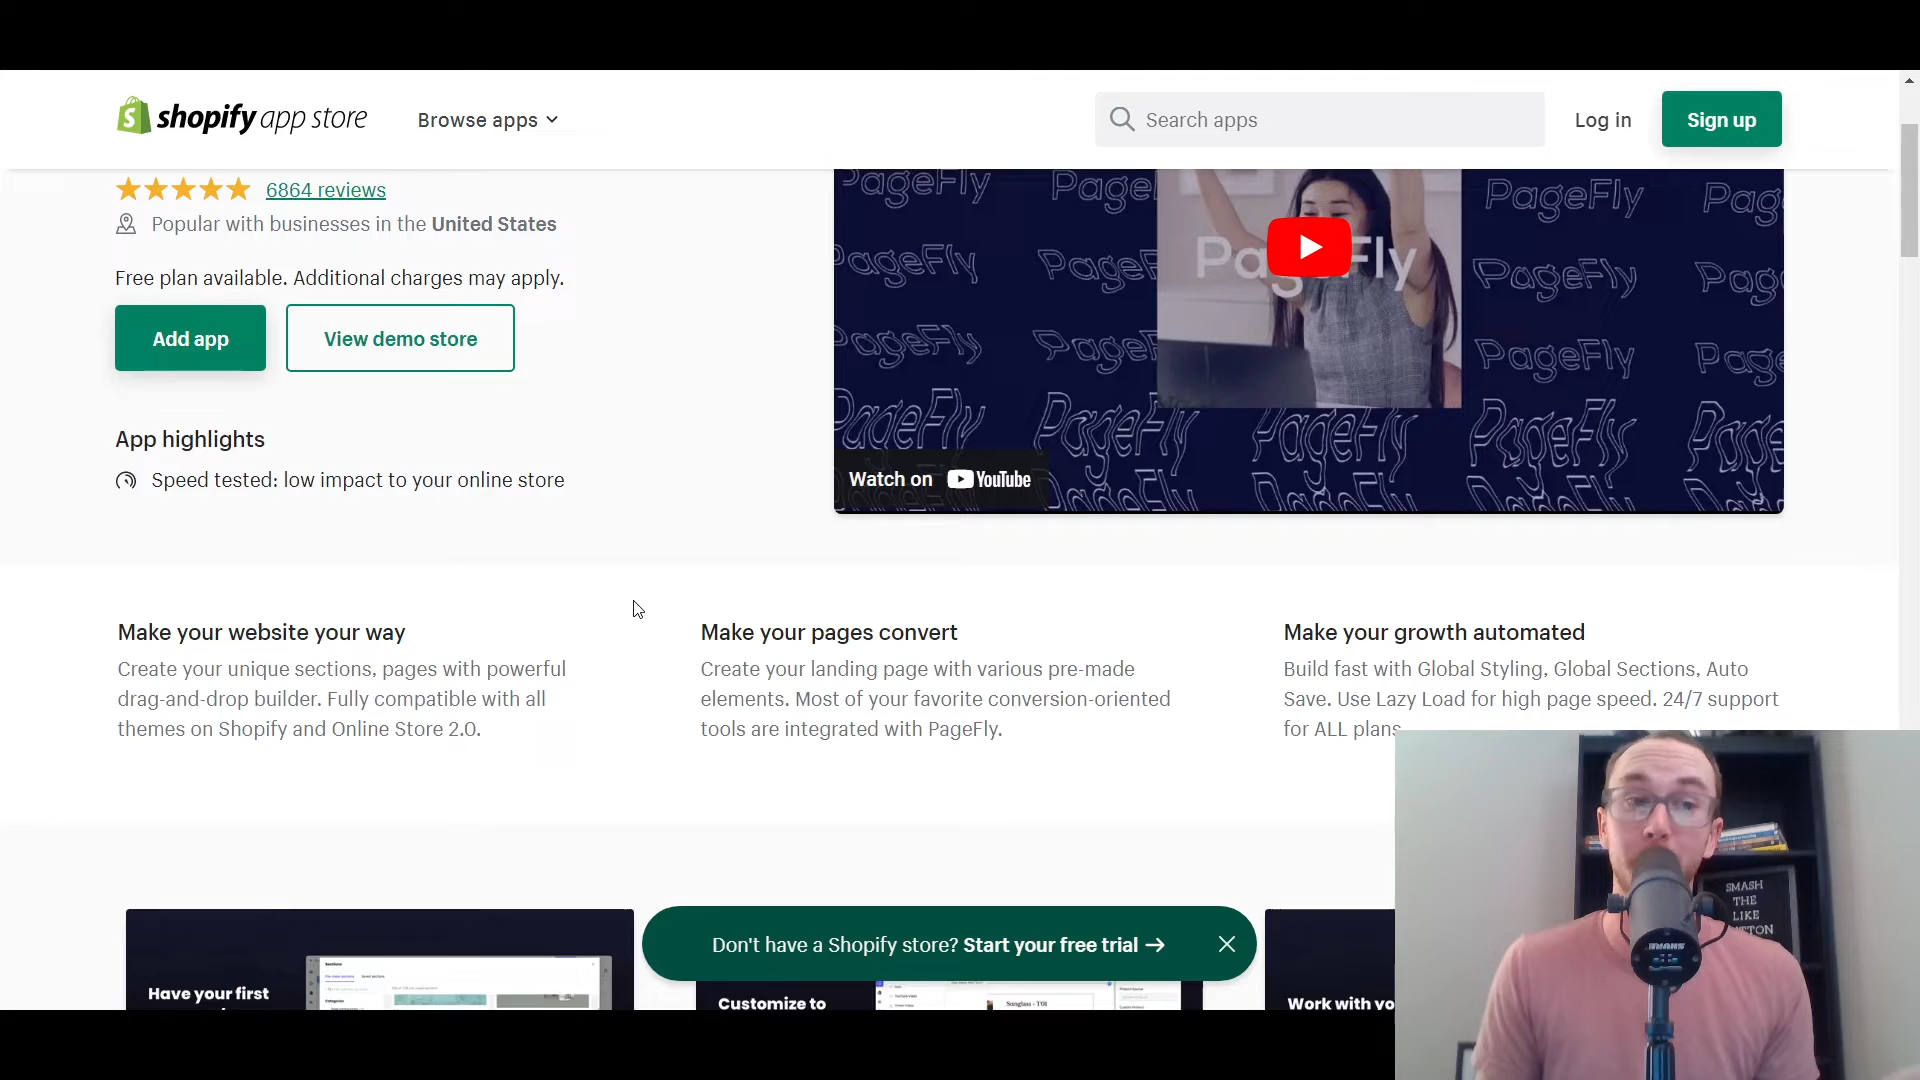 shopify app store
Browse apps
Search apps
Log in
Sign up
6864 reviews
Popular with businesses in the United States
Free plan available. Additional charges may apply.
Add app
View demo store
App highlights
Speed tested: low impact to your online store
PageFly
Watch on YouTube
Make your website your way
Create your unique sections, pages with powerful
drag-and-drop builder. Fully compatible with all
themes on Shopify and Online Store 2.0.
Make your pages convert
Create your landing page with various pre-made
elements. Most of your favorite conversion-oriented
tools are integrated with PageFly.
Make your growth automated
Build fast with Global Styling, Global Sections, Auto
Save. Use Lazy Load for high page speed. 24/7 support
for ALL plans
Don't have a Shopify store? Start your free trial →
Have your first
Sections
Customize to
Sunglass - T01
Work with yo
SMASH
THE
LIKE